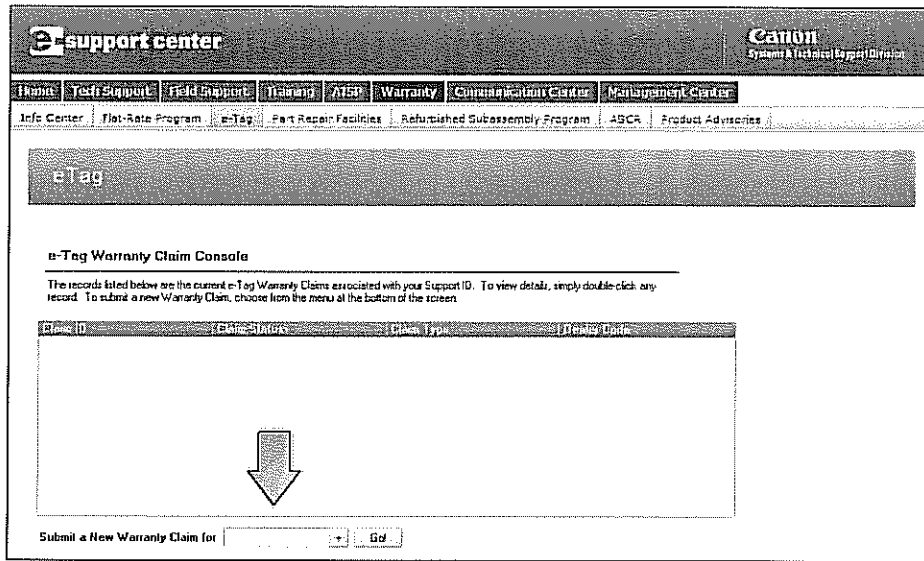 e-support center
Canon
Systems & Technical Support Division
Home Tech Support Field Support Training ATSP Warranty Communication Center Management Center
Info Center Flat-Rate Program e-Tag Part Repair Facilities Refurbished Subassembly Program ASCR Product Advisories
eTag
e-Tag Warranty Claim Console
The records listed below are the current e-Tag Warranty Claims associated with your Support ID. To view details, simply double-click any
record. To submit a new Warranty Claim, choose from the menu at the bottom of the screen
Claim ID Claim Status Claim Type Dealer Code
Submit a New Warranty Claim for Go!